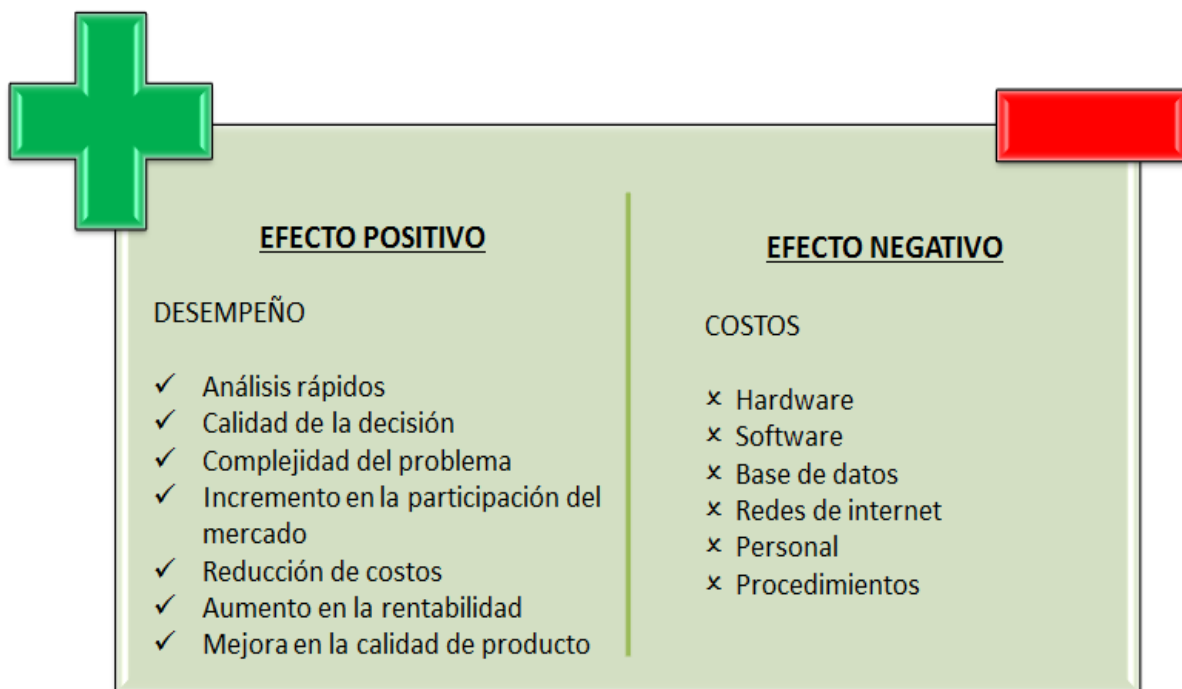 EFECTO POSITIVO
DESEMPEÑO
✓ Análisis rápidos
✓ Calidad de la decisión
✓ Complejidad del problema
✓ Incremento en la participación del
mercado
✓ Reducción de costos
✓ Aumento en la rentabilidad
✓ Mejora en la calidad de producto
EFECTO NEGATIVO
COSTOS
× Hardware
× Software
× Base de datos
× Redes de internet
× Personal
× Procedimientos